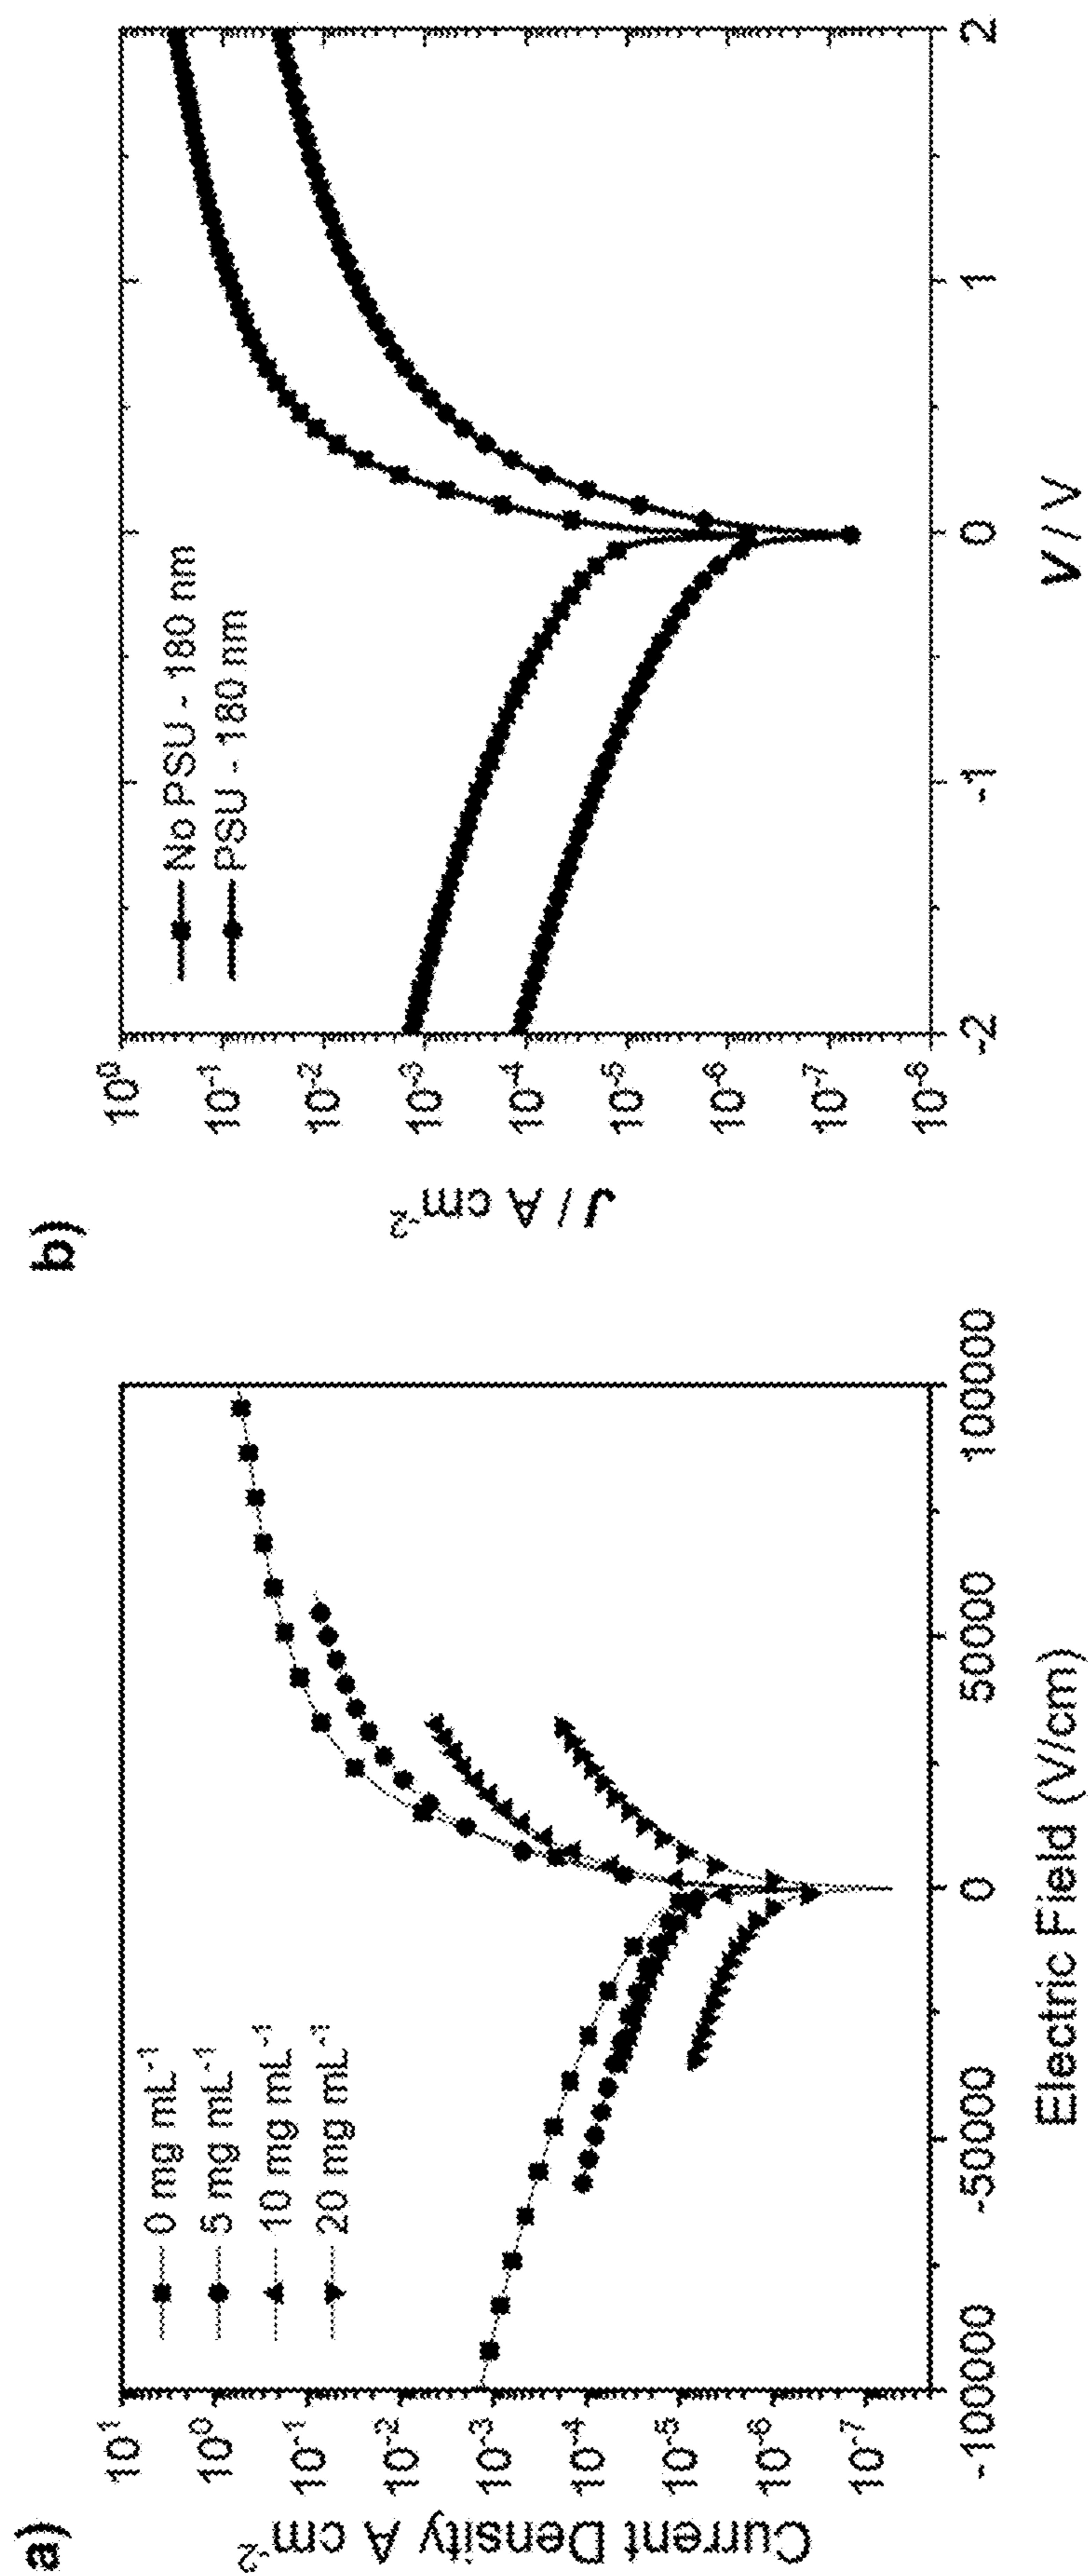 a)
0 mg mL⁻¹
5 mg mL⁻¹
10 mg mL⁻¹
20 mg mL⁻¹
10¹
10⁰
10⁻¹
10⁻²
10⁻³
10⁻⁴
10⁻⁵
10⁻⁶
10⁻⁷
Current Density A cm⁻²
-100000
-50000
0
50000
100000
Electric Field (V/cm)
b)
No PSU - 180 nm
PSU - 180 nm
10⁰
10⁻¹
10⁻²
10⁻³
10⁻⁴
10⁻⁵
10⁻⁶
10⁻⁷
10⁻⁸
J / A cm⁻²
-2
-1
0
1
2
V / V